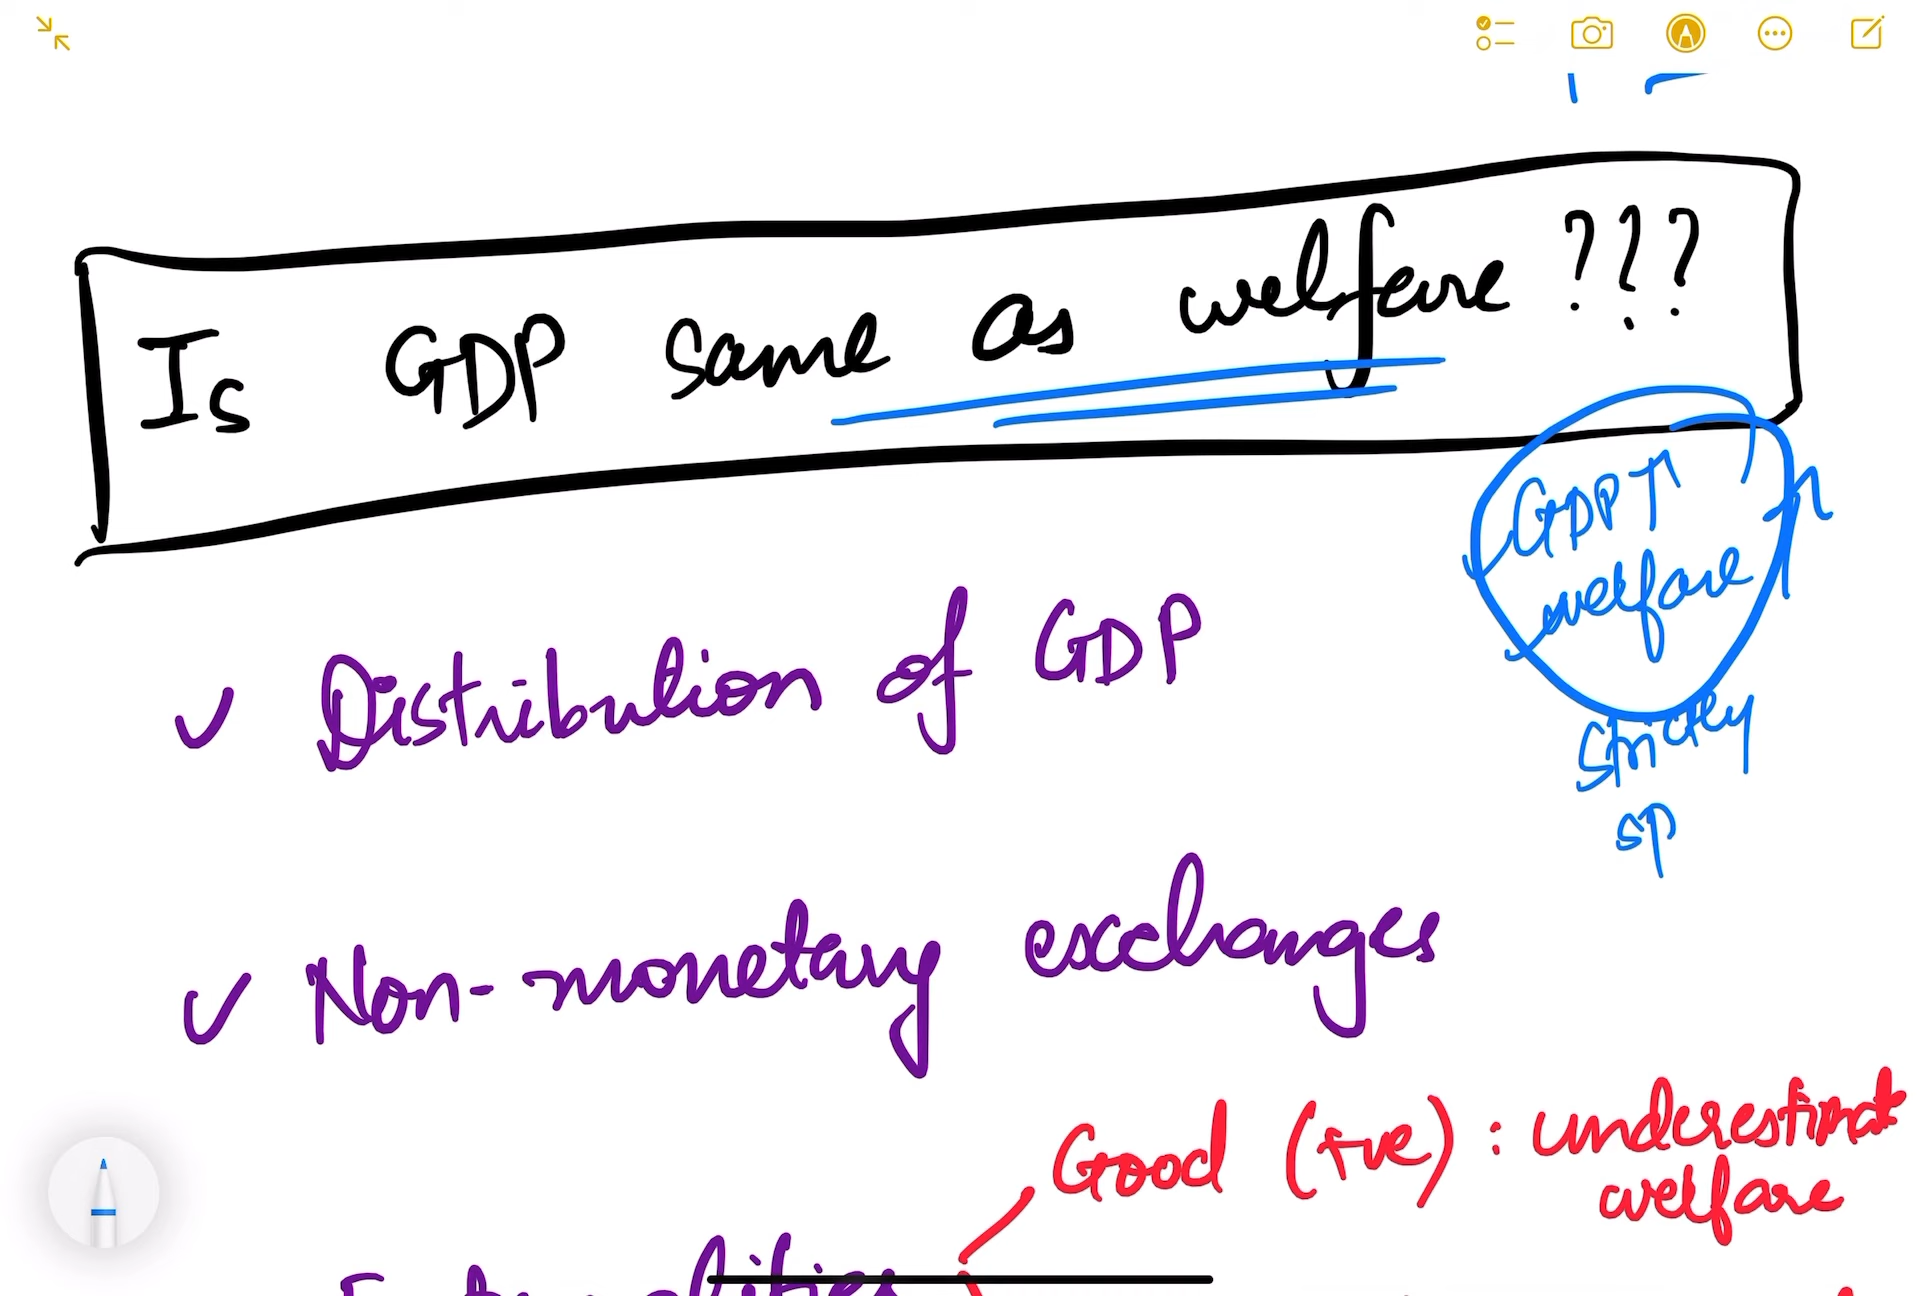 Is GDP same as welfare ???
GDP ↑
welfare
strictly
sp
✓ Distribution of GDP
✓ Non-monetary exchanges
Good (+ve) : underestimate
welfare
Externalities